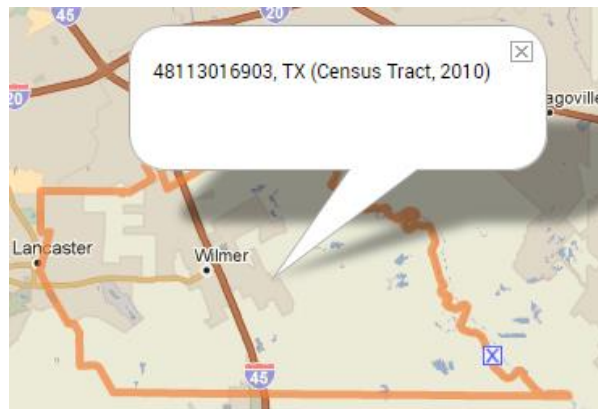 45
20
20
48113016903, TX (Census Tract, 2010)
agoville
Lancaster
Wilmer
45